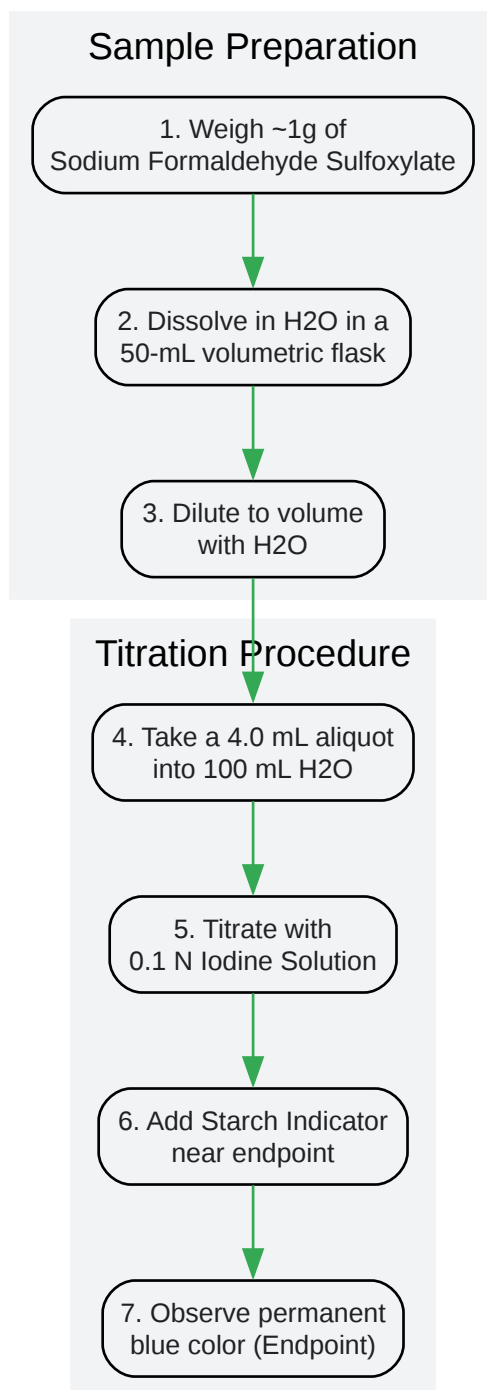 Sample Preparation
1. Weigh ~1g of
Sodium Formaldehyde Sulfoxylate
2. Dissolve in H2O in a
50-mL volumetric flask
3. Dilute to volume
with H2O
Titration Procedure
4. Take a 4.0 mL aliquot
into 100 mL H2O
5. Titrate with
0.1 N Iodine Solution
6. Add Starch Indicator
near endpoint
7. Observe permanent
blue color (Endpoint)